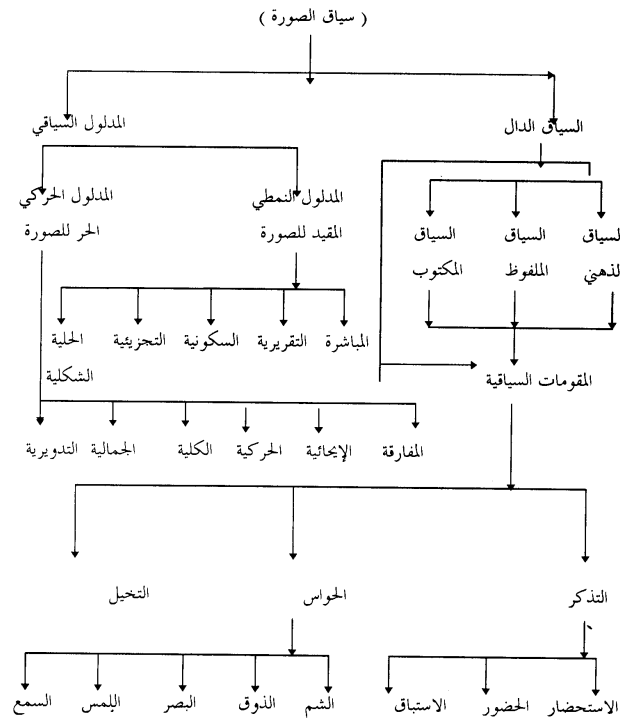 ( سياق الصورة )
السياق الدال
المدلول السياقي
المدلول النمطي
المقيد للصورة
المدلول الحركي
الحر للصورة
لسياق
لذهني
السياق
الملفوظ
السياق
المكتوب
المباشرة
التقريرية
السكونية
التجزيئية
الحلية
الشكلية
المقومات السياقية
المفارقة
الإيحائية
الحركية
الكلية
الجمالية
التدويرية
التذكر
الحواس
التخيل
الاستحضار
الحضور
الاستباق
الشم
الذوق
البصر
اللمس
السمع